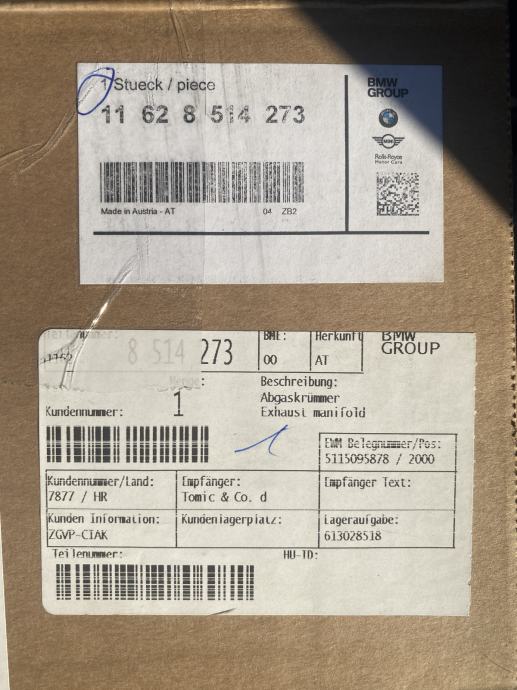 1 Stueck / piece
11 62 8 514 273
Made in Austria - AT 04 ZB2
BMW
GROUP
MINI
Rolls-Royce
Motor Cars
8 514 273
BME:
00
Herkunft
AT
BMW
GROUP
Kundennummer: 1
Beschreibung:
Abgaskrümmer
Exhaust manifold
EWM Belegnummer/Pos:
5115095878 / 2000
Kundennummer/Land:
7877 / HR
Empfänger:
Tomic & Co. d
Empfänger Text:
Kunden Information:
ZGVP-CIAK
Kundenlagerplatz:
Lageraufgabe:
613028518
Teilenummer: HU-ID: